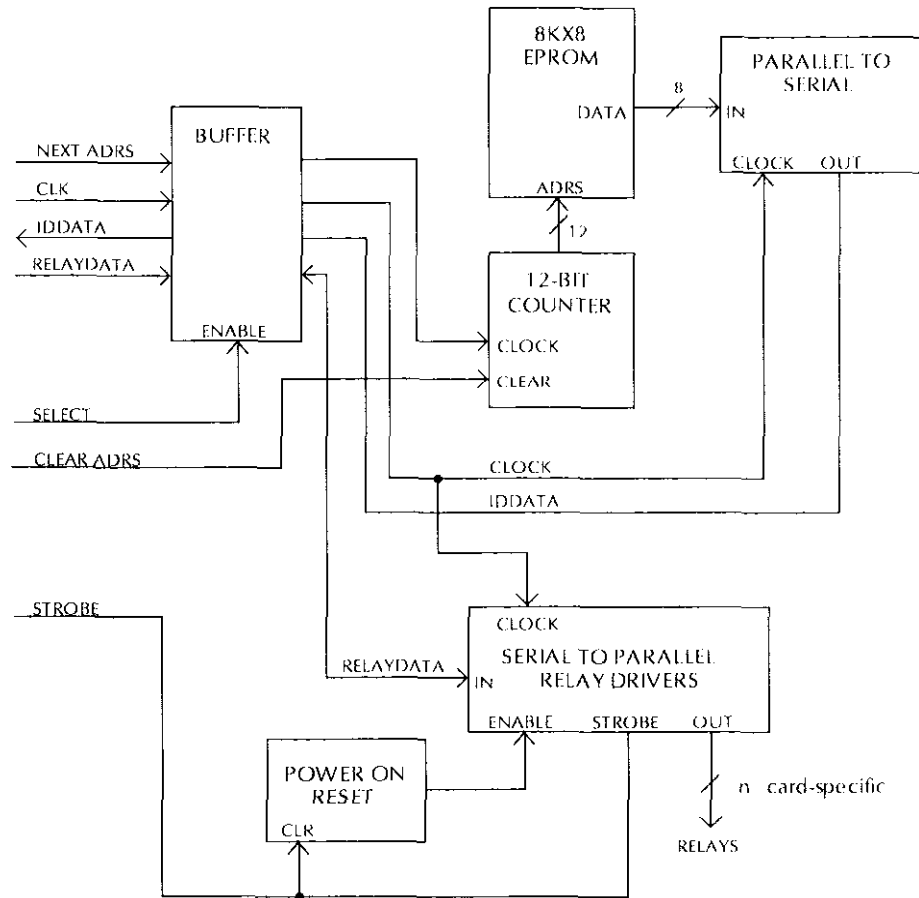 8KX8
EPROM
DATA
ADRS
8
PARALLEL TO
SERIAL
IN
CLOCK OUT
BUFFER
ENABLE
NEXT ADRS
CLK
IDDATA
RELAYDATA
SELECT
CLEAR ADRS
12
12-BIT
COUNTER
CLOCK
CLEAR
CLOCK
IDDATA
STROBE
RELAYDATA
CLOCK
SERIAL TO PARALLEL
RELAY DRIVERS
IN
ENABLE STROBE OUT
POWER ON
RESET
CLR
n card-specific
RELAYS